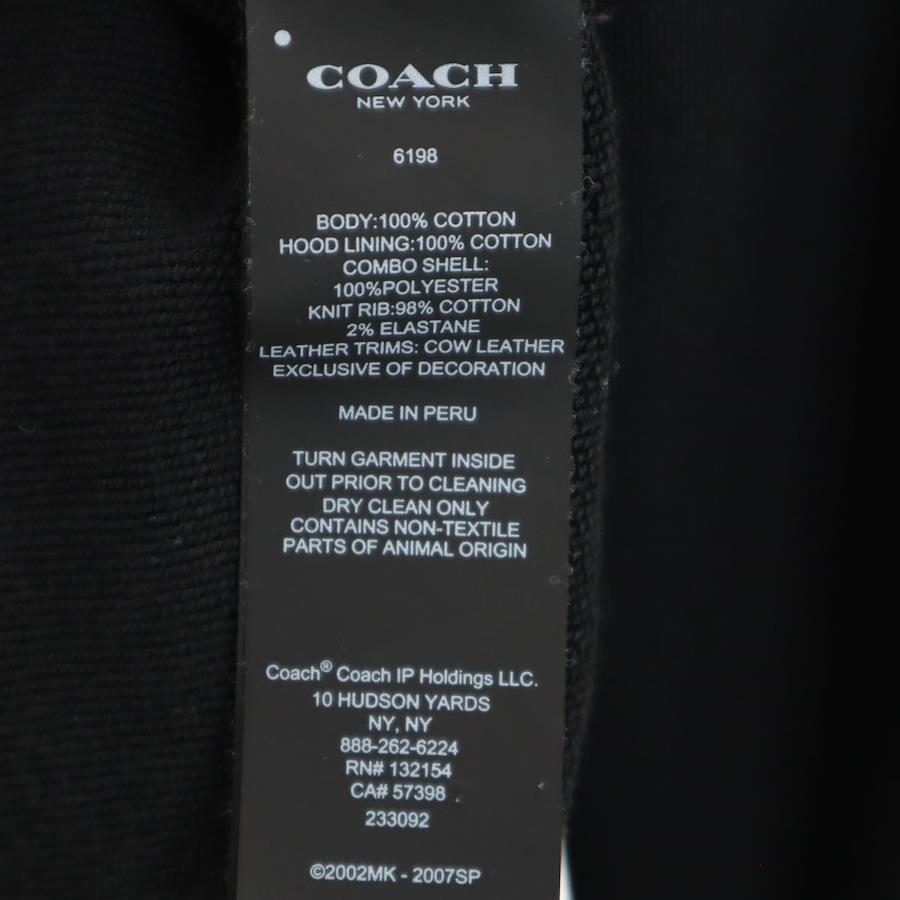 COACH
NEW YORK
6198
BODY:100% COTTON
HOOD LINING:100% COTTON
COMBO SHELL:
100%POLYESTER
KNIT RIB:98% COTTON
2% ELASTANE
LEATHER TRIMS: COW LEATHER
EXCLUSIVE OF DECORATION
MADE IN PERU
TURN GARMENT INSIDE
OUT PRIOR TO CLEANING
DRY CLEAN ONLY
CONTAINS NON-TEXTILE
PARTS OF ANIMAL ORIGIN
Coach® Coach IP Holdings LLC.
10 HUDSON YARDS
NY, NY
888-262-6224
RN# 132154
CA# 57398
233092
©2002MK - 2007SP